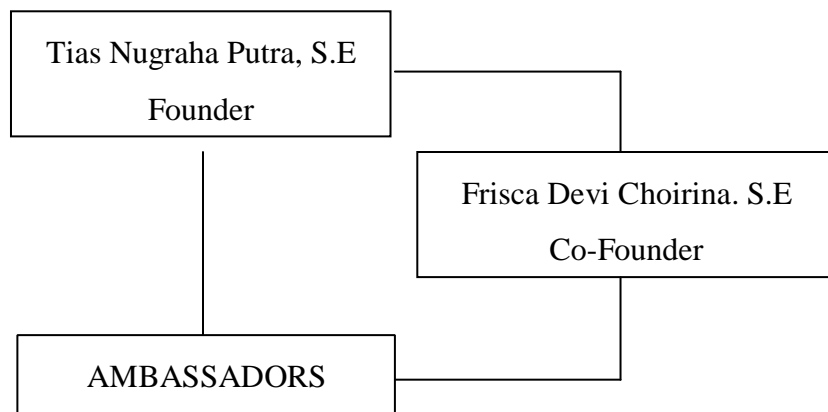 Tias Nugraha Putra, S.E
Founder
Frisca Devi Choirina. S.E
Co-Founder
AMBASSADORS